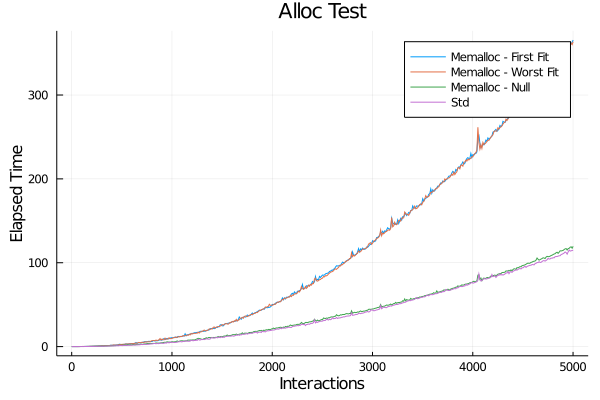 Alloc Test
Memalloc - First Fit
Memalloc - Worst Fit
Memalloc - Null
Std
Elapsed Time
300
200
100
0
0 1000 2000 3000 4000 5000
Interactions